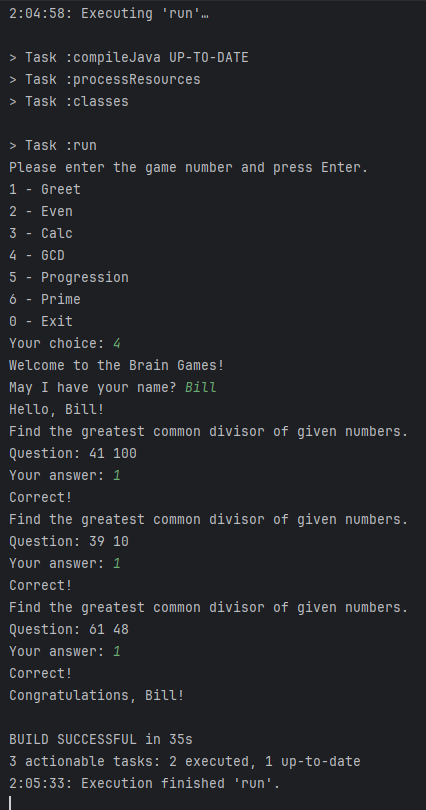 2:04:58: Executing 'run'…

> Task :compileJava UP-TO-DATE
> Task :processResources
> Task :classes

> Task :run
Please enter the game number and press Enter.
1 - Greet
2 - Even
3 - Calc
4 - GCD
5 - Progression
6 - Prime
0 - Exit
Your choice: 4
Welcome to the Brain Games!
May I have your name? Bill
Hello, Bill!
Find the greatest common divisor of given numbers.
Question: 41 100
Your answer: 1
Correct!
Find the greatest common divisor of given numbers.
Question: 39 10
Your answer: 1
Correct!
Find the greatest common divisor of given numbers.
Question: 61 48
Your answer: 1
Correct!
Congratulations, Bill!

BUILD SUCCESSFUL in 35s
3 actionable tasks: 2 executed, 1 up-to-date
2:05:33: Execution finished 'run'.